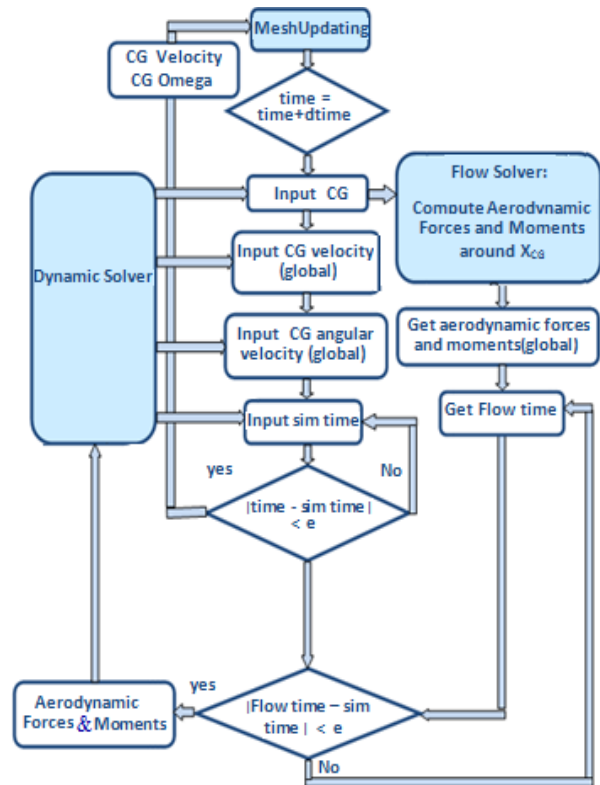 MeshUpdating
CG Velocity
CG Omega
time =
time+dtime
Input CG
Flow Solver:
Compute Aerodynamic
Forces and Moments
around XCG
Dynamic Solver
Input CG velocity
(global)
Input CG angular
velocity (global)
Get aerodynamic forces
and moments(global)
Input sim time
Get Flow time
yes
No
|time - sim time|
< e
yes
Aerodynamic
Forces & Moments
|Flow time – sim
time | < e
No